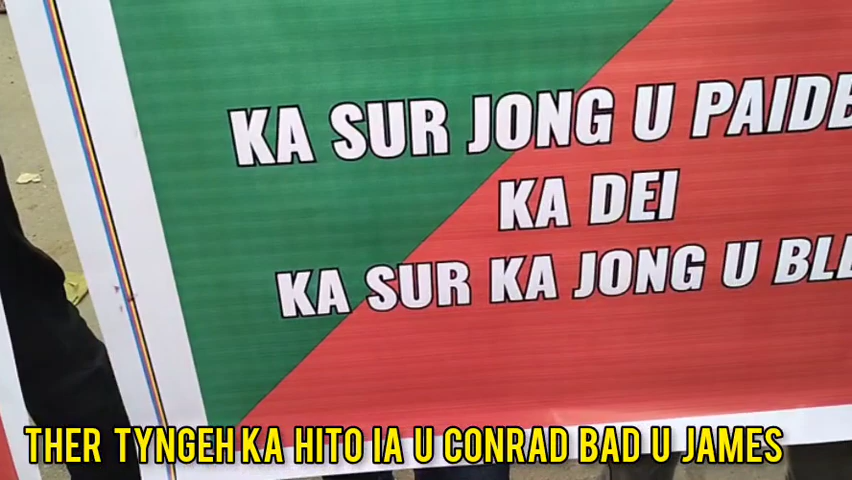 KA SUR JONG U
KA DEI
KA SUR KA JONG U
THER TYNGEH KA HITO IA U CONRAD BAD U JAMES